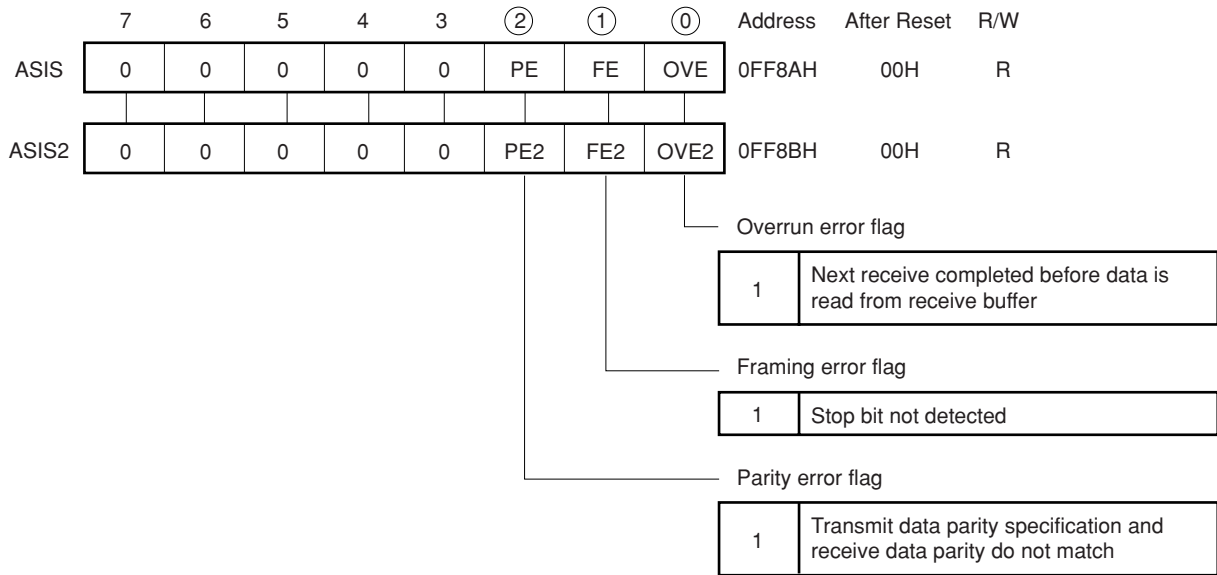 7 6 5 4 3 2 1 0 Address After Reset R/W
ASIS 0 0 0 0 0 PE FE OVE 0FF8AH 00H R
ASIS2 0 0 0 0 0 PE2 FE2 OVE2 0FF8BH 00H R
Overrun error flag
1 Next receive completed before data is
read from receive buffer
Framing error flag
1 Stop bit not detected
Parity error flag
1 Transmit data parity specification and
receive data parity do not match